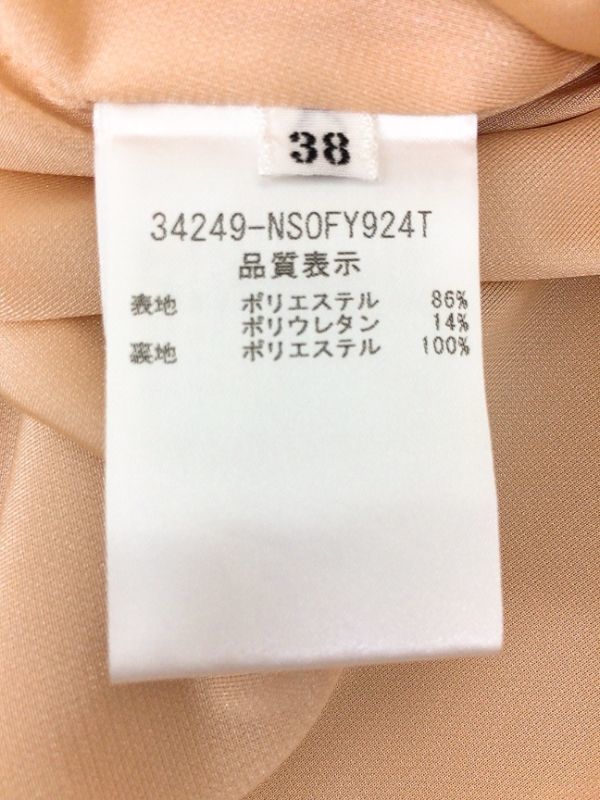 38
34249-NSOFY924T
品質表示
表地 ポリエステル 86%
ポリウレタン 14%
裏地 ポリエステル 100%